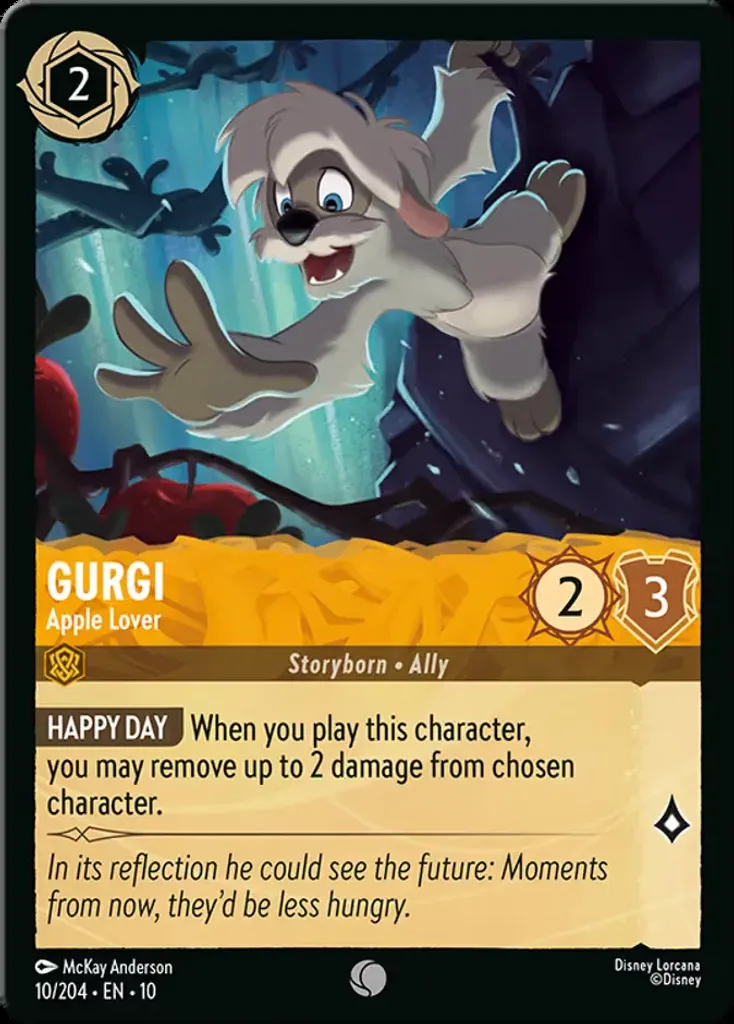 2
GURGI
Apple Lover
2
3
Storyborn • Ally
HAPPY DAY When you play this character,
you may remove up to 2 damage from chosen
character.
In its reflection he could see the future: Moments
from now, they'd be less hungry.
McKay Anderson
10/204 • EN • 10
Disney Lorcana
©Disney